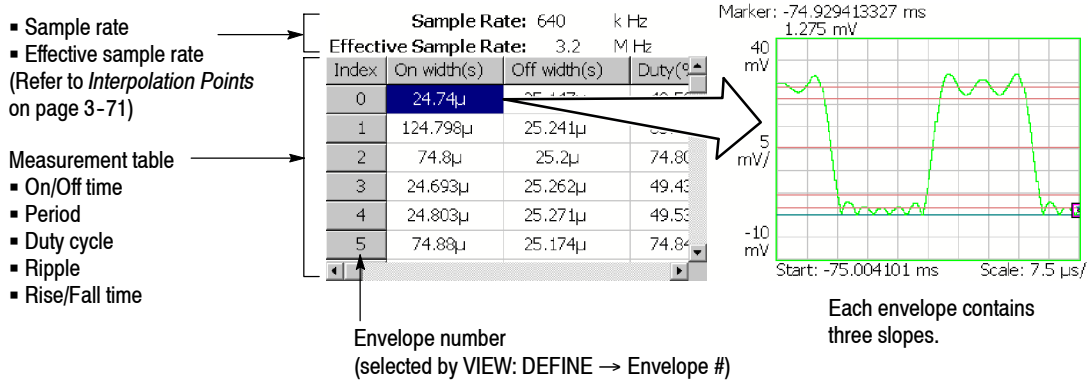 ▪ Sample rate
▪ Effective sample rate
(Refer to Interpolation Points
on page 3-71)
Measurement table
▪ On/Off time
▪ Period
▪ Duty cycle
▪ Ripple
▪ Rise/Fall time
Sample Rate: 640 k Hz
Effective Sample Rate: 3.2 M Hz
Index On width(s) Off width(s) Duty(%
0 24.74µ
1 124.798µ 25.241µ
2 74.8µ 25.2µ 74.80
3 24.693µ 25.262µ 49.43
4 24.803µ 25.271µ 49.53
5 74.88µ 25.174µ 74.84
Envelope number
(selected by VIEW: DEFINE → Envelope #)
Marker: -74.929413327 ms
1.275 mV
40
mV
5
mV/
-10
mV
Start: -75.004101 ms Scale: 7.5 µs/
Each envelope contains
three slopes.